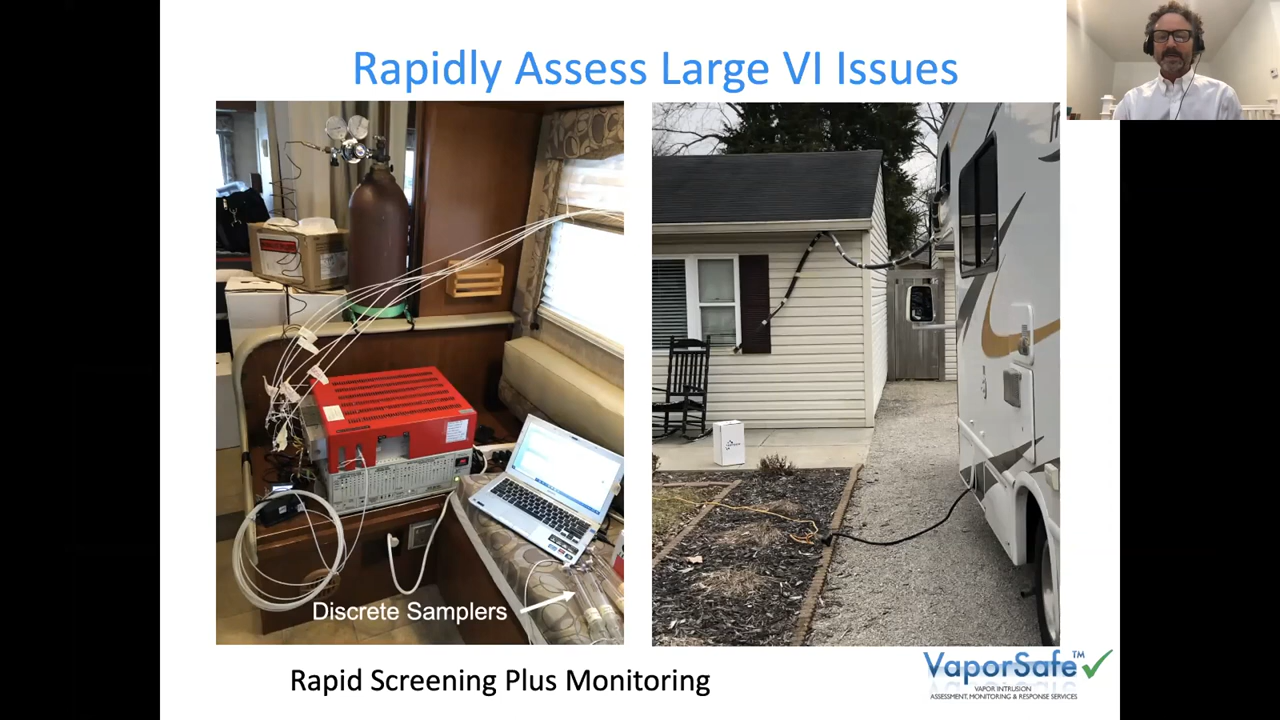 Rapidly Assess Large VI Issues
Discrete Samplers
Rapid Screening Plus Monitoring
VaporSafe™
VAPOR INTRUSION
ASSESSMENT, MONITORING & RESPONSE SERVICES